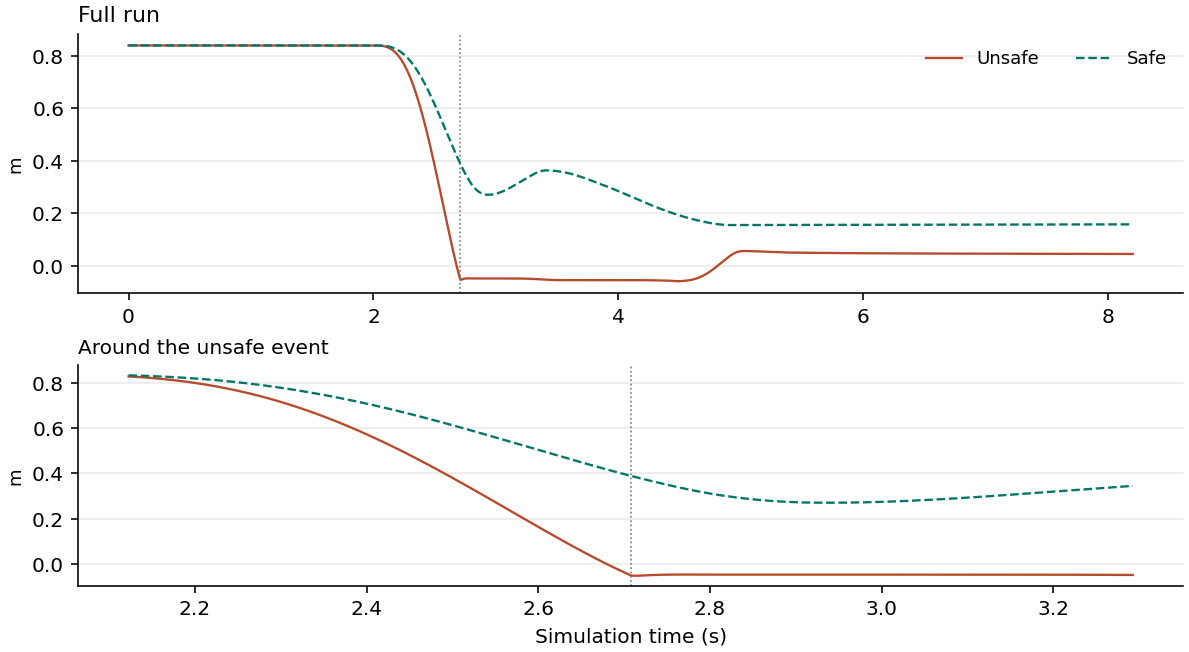 Full run
Unsafe Safe
m
0.8
0.6
0.4
0.2
0.0
0 2 4 6 8
Around the unsafe event
m
0.8
0.6
0.4
0.2
0.0
2.2 2.4 2.6 2.8 3.0 3.2
Simulation time (s)